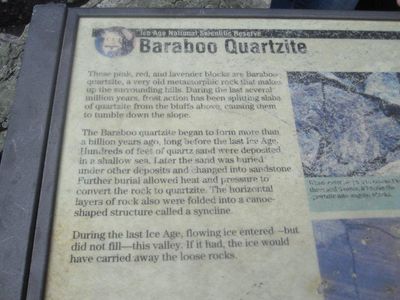 Ice Age National Scientific Reserve
Baraboo Quartzite
These pink, red, and lavender blocks are Baraboo
quartzite, a very old metamorphic rock that makes
up the surrounding hills. During the last several
million years, frost action has been splitting slabs
of quartzite from the bluffs above, causing them
to tumble down the slope.
The Baraboo quartzite began to form more than
a billion years ago, long before the last Ice Age.
Hundreds of feet of quartz sand were deposited
in a shallow sea. Later the sand was buried
under other deposits and changed into sandstone.
Further burial allowed heat and pressure to
convert the rock to quartzite. The horizontal
layers of rock also were folded into a canoe-
shaped structure called a syncline.
During the last Ice Age, flowing ice entered—but
did not fill—this valley. If it had, the ice would
have carried away the loose rocks.